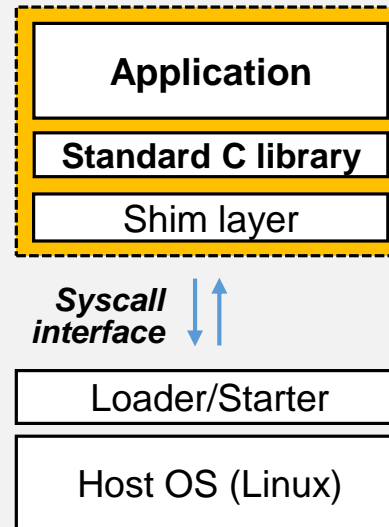 Application
Standard C library
Shim layer
Syscall
interface
Loader/Starter
Host OS (Linux)